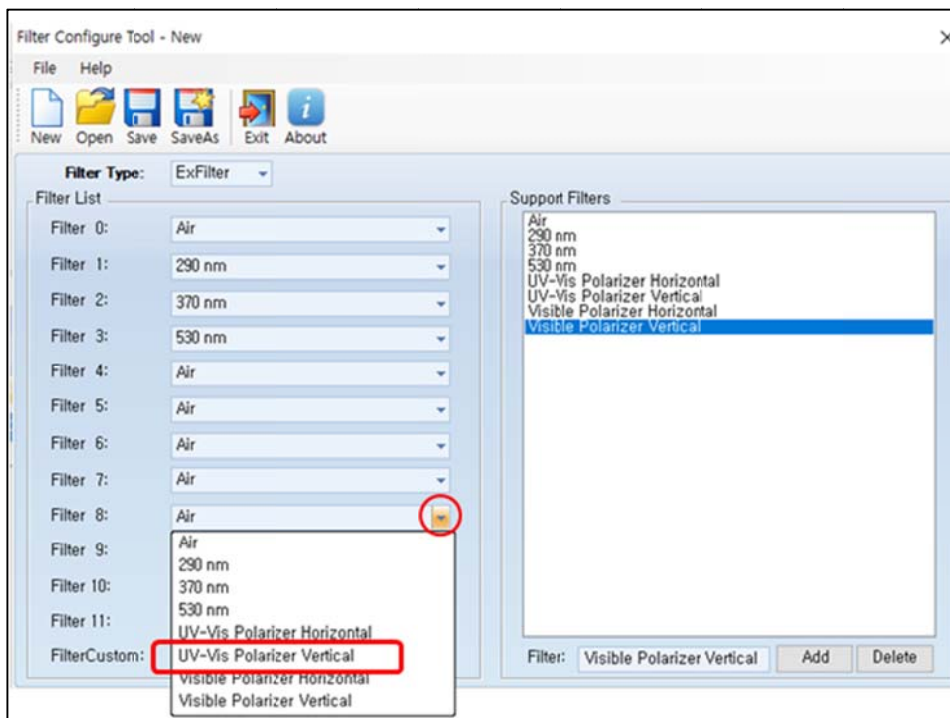 Filter Configure Tool - New
File Help
New Open Save SaveAs Exit About
Filter Type: ExFilter
Filter List
Filter 0: Air
Filter 1: 290 nm
Filter 2: 370 nm
Filter 3: 530 nm
Filter 4: Air
Filter 5: Air
Filter 6: Air
Filter 7: Air
Filter 8: Air
Filter 9:
Filter 10:
Filter 11:
FilterCustom:
Air
290 nm
370 nm
530 nm
UV-Vis Polarizer Horizontal
UV-Vis Polarizer Vertical
Visible Polarizer Horizontal
Visible Polarizer Vertical
Support Filters
Air
290 nm
370 nm
530 nm
UV-Vis Polarizer Horizontal
UV-Vis Polarizer Vertical
Visible Polarizer Horizontal
Visible Polarizer Vertical
Filter: Visible Polarizer Vertical Add Delete